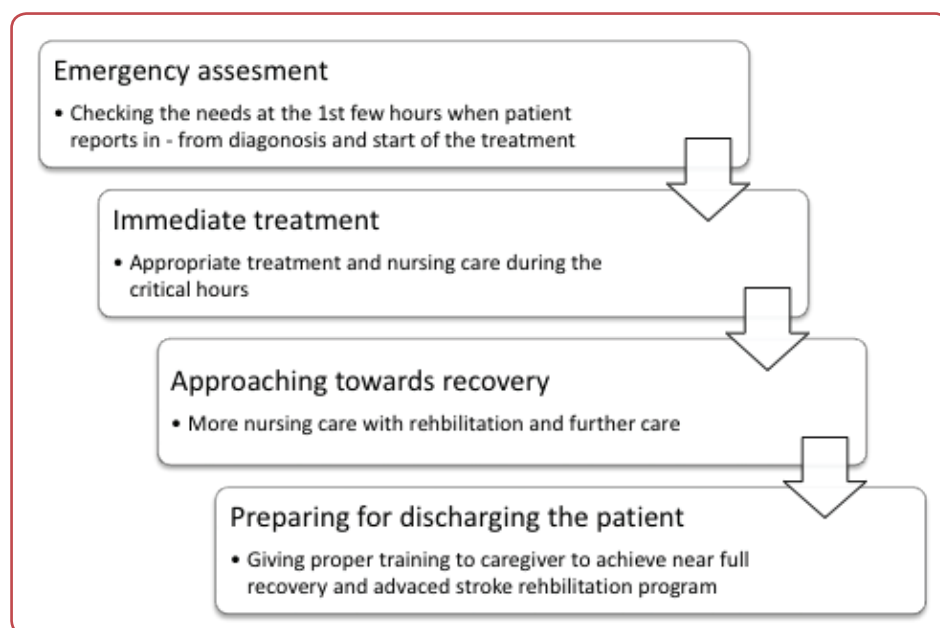 Emergency assesment
• Checking the needs at the 1st few hours when patient
reports in - from diagonosis and start of the treatment
Immediate treatment
• Appropriate treatment and nursing care during the
critical hours
Approaching towards recovery
• More nursing care with rehbilitation and further care
Preparing for discharging the patient
• Giving proper training to caregiver to achieve near full
recovery and advaced stroke rehbilitation program